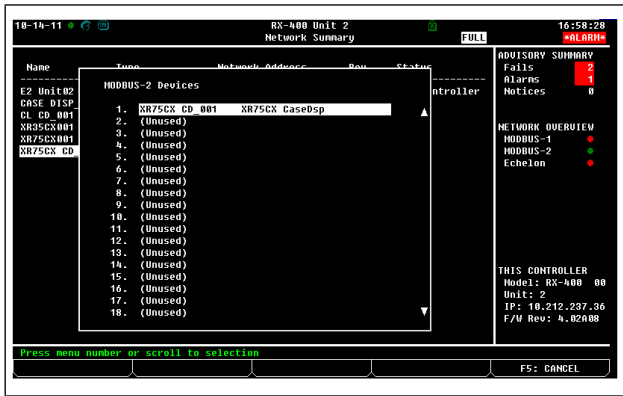 10-14-11 RX-400 Unit 2 16:58:28
Network Summary FULL *ALARM*
ADVISORY SUMMARY
Fails 2
Alarms 1
Notices 0
NETWORK OVERVIEW
MODBUS-1
MODBUS-2
Echelon
THIS CONTROLLER
Model: RX-400 00
Unit: 2
IP: 10.212.237.36
F/W Rev: 4.02A08
Name Type Network Address Rev Status
E2 Unit02 ntroller
CASE DISP_
CL CD_001
XR35CX001
XR75CX001
XR75CX CD_
MODBUS-2 Devices
1. XR75CX CD_001 XR75CX CaseDsp
2. (Unused)
3. (Unused)
4. (Unused)
5. (Unused)
6. (Unused)
7. (Unused)
8. (Unused)
9. (Unused)
10. (Unused)
11. (Unused)
12. (Unused)
13. (Unused)
14. (Unused)
15. (Unused)
16. (Unused)
17. (Unused)
18. (Unused)
Press menu number or scroll to selection
F5: CANCEL